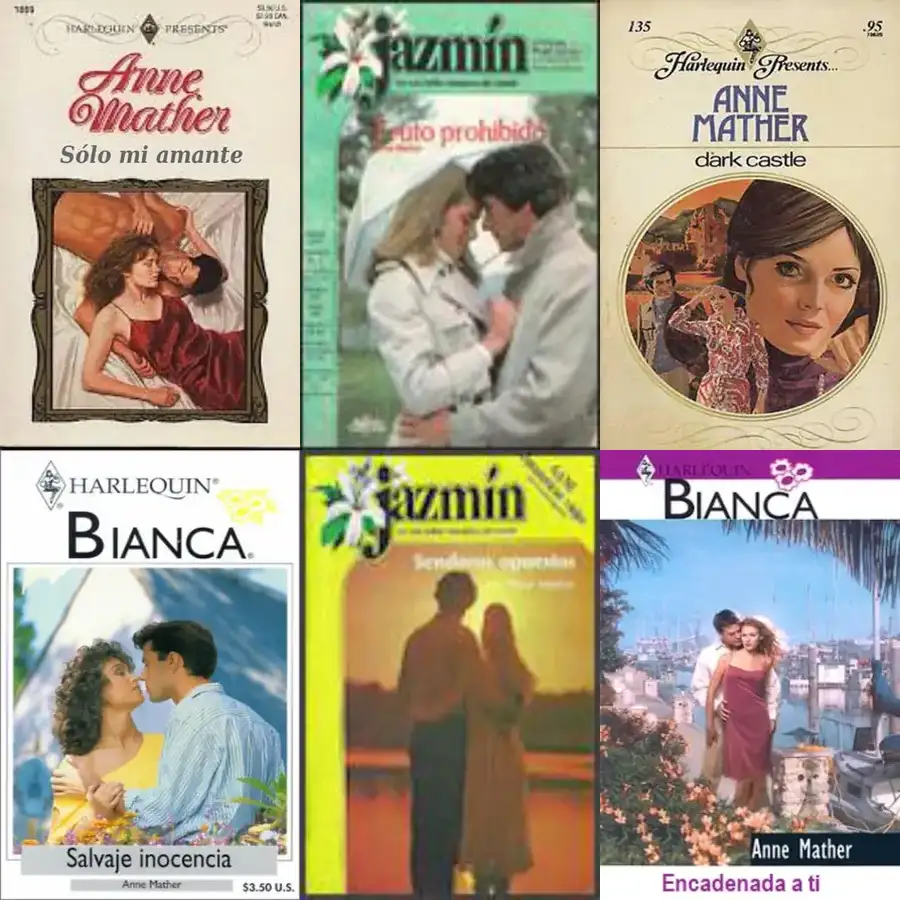 HARLEQUIN PRESENTS®
Anne
Mather
Sólo mi amante
jazmín
Fruto prohibido
135
.95
Harlequin Presents...
ANNE
MATHER
dark castle
HARLEQUIN®
BIANCA®
Salvaje inocencia
Anne Mather
$3.50 U.S.
jazmín
Senderos opuestos
HARLEQUIN
BIANCA
Anne Mather
Encadenada a ti